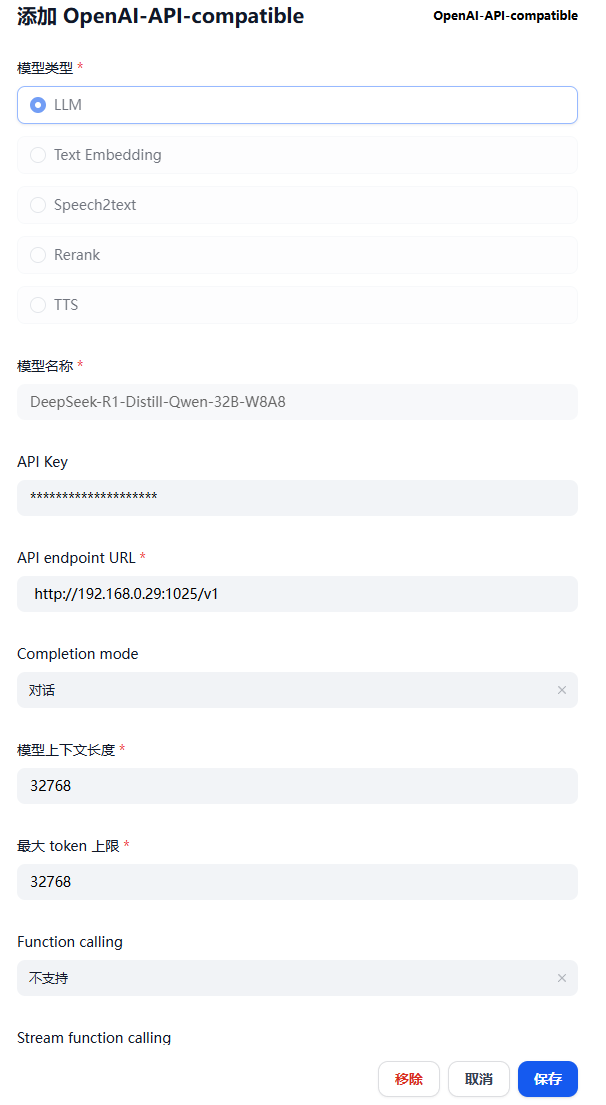 添加 OpenAI-API-compatible
OpenAI-API-compatible
模型类型 *
LLM
Text Embedding
Speech2text
Rerank
TTS
模型名称 *
DeepSeek-R1-Distill-Qwen-32B-W8A8
API Key
********************
API endpoint URL *
http://192.168.0.29:1025/v1
Completion mode
对话
模型上下文长度 *
32768
最大 token 上限 *
32768
Function calling
不支持
Stream function calling
移除 取消 保存